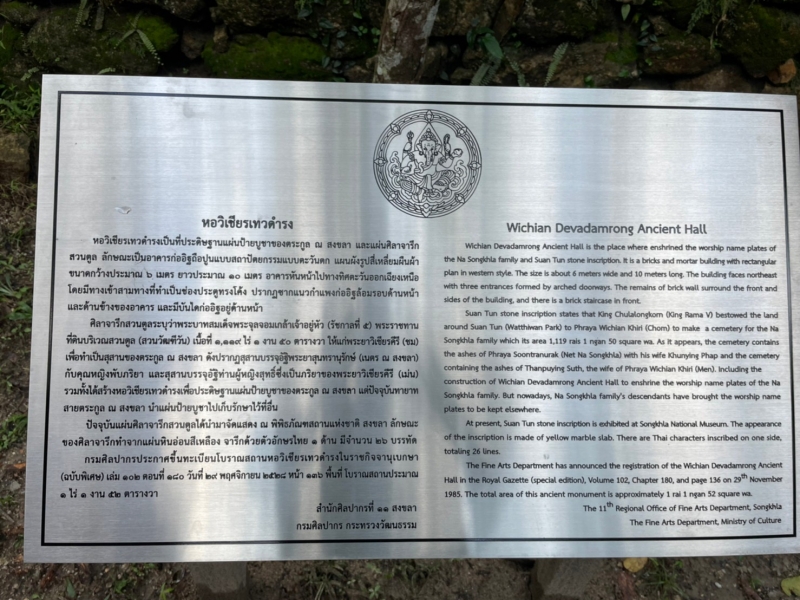 หอวิเชียรเทวดำรง
หอวิเชียรเทวดำรงเป็นที่ประดิษฐานแผ่นป้ายบูชาของตระกูล ณ สงขลา และแผ่นศิลาจารึก
สวนตูล ลักษณะเป็นอาคารก่ออิฐถือปูนแบบสถาปัตยกรรมแบบตะวันตก แผนผังรูปสี่เหลี่ยมผืนผ้า
ขนาดกว้างประมาณ ๖ เมตร ยาวประมาณ ๑๐ เมตร อาคารหันหน้าไปทางทิศตะวันออกเฉียงเหนือ
โดยมีทางเข้าสามทางที่ทำเป็นช่องประตูทรงโค้ง ปรากฏซากแนวกำแพงก่ออิฐล้อมรอบด้านหน้า
และด้านข้างของอาคาร และมีบันไดก่ออิฐอยู่ด้านหน้า
ศิลาจารึกสวนตูลระบุว่าพระบาทสมเด็จพระจุลจอมเกล้าเจ้าอยู่หัว (รัชกาลที่ ๕) พระราชทาน
ที่ดินบริเวณสวนตูล (สวนวัฒีวัน) เนื้อที่ ๑,๑๑๙ ไร่ ๑ งาน ๕๐ ตารางวา ให้แก่พระยาวิเชียรคีรี (ชม)
เพื่อทำเป็นสุสานของตระกูล ณ สงขลา ดังปรากฏสุสานบรรจุอัฐิพระยาสุนทรานุรักษ์ (เนตร ณ สงขลา)
กับคุณหญิงพับภริยา และสุสานบรรจุอัฐิท่านผู้หญิงสุทธิ์ซึ่งเป็นภริยาของพระยาวิเชียรคีรี (เม่น)
รวมทั้งได้สร้างหอวิเชียรเทวดำรงเพื่อประดิษฐานแผ่นป้ายบูชาของตระกูล ณ สงขลา แต่ปัจจุบันทายาท
สายตระกูล ณ สงขลา นำแผ่นป้ายบูชาไปเก็บรักษาไว้ที่อื่น
ปัจจุบันแผ่นศิลาจารึกสวนตูลได้นำมาจัดแสดง ณ พิพิธภัณฑสถานแห่งชาติ สงขลา ลักษณะ
ของศิลาจารึกทำจากแผ่นหินอ่อนสีเหลือง จารึกด้วยตัวอักษรไทย ๑ ด้าน มีจำนวน ๒๖ บรรทัด
กรมศิลปากรประกาศขึ้นทะเบียนโบราณสถานหอวิเชียรเทวดำรงในราชกิจจานุเบกษา
(ฉบับพิเศษ) เล่ม ๑๐๒ ตอนที่ ๑๘๐ วันที่ ๒๙ พฤศจิกายน ๒๕๒๘ หน้า ๑๓๖ พื้นที่ โบราณสถานประมาณ
๑ ไร่ ๑ งาน ๕๒ ตารางวา
สำนักศิลปากรที่ ๑๑ สงขลา
กรมศิลปากร กระทรวงวัฒนธรรม
Wichian Devadamrong Ancient Hall
Wichian Devadamrong Ancient Hall is the place where enshrined the worship name plates of
the Na Songkhla family and Suan Tun stone inscription. It is a bricks and mortar building with rectangular
plan in western style. The size is about 6 meters wide and 10 meters long. The building faces northeast
with three entrances formed by arched doorways. The remains of brick wall surround the front and
sides of the building, and there is a brick staircase in front.
Suan Tun stone inscription states that King Chulalongkorn (King Rama V) bestowed the land
around Suan Tun (Watthiwan Park) to Phraya Wichian Khiri (Chom) to make a cemetery for the Na
Songkhla family which its area 1,119 rais 1 ngan 50 square wa. As it appears, the cemetery contains
the ashes of Phraya Soontranurak (Net Na Songkhla) with his wife Khunying Phap and the cemetery
containing the ashes of Thanpuying Suth, the wife of Phraya Wichian Khiri (Men). Including the
construction of Wichian Devadamrong Ancient Hall to enshrine the worship name plates of the Na
Songkhla Family. But nowadays, Na Songkhla family's descendants have brought the worship name
plates to be kept elsewhere.
At present, Suan Tun stone inscription is exhibited at Songkhla National Museum. The appearance
of the inscription is made of yellow marble slab. There are Thai characters inscribed on one side,
totaling 26 lines.
The Fine Arts Department has announced the registration of the Wichian Devadamrong Ancient
Hall in the Royal Gazette (special edition), Volume 102, Chapter 180, and page 136 on 29th November
1985. The total area of this ancient monument is approximately 1 rai 1 ngan 52 square wa.
The 11th Regional Office of Fine Arts Department, Songkhla
The Fine Arts Department, Ministry of Culture